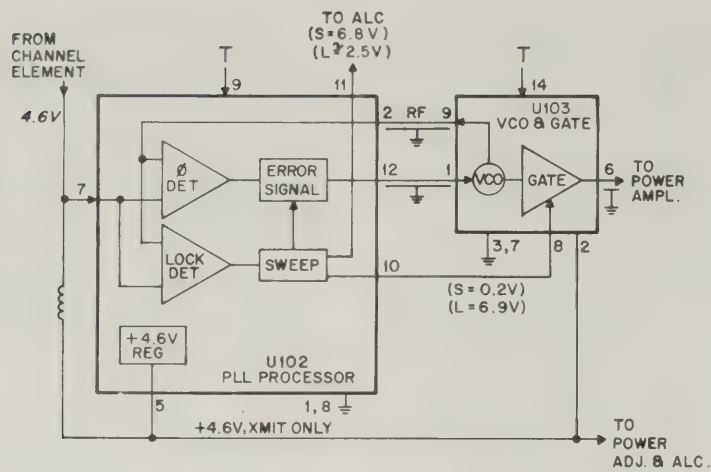 TO ALC
(S=6.8V)
(L≈2.5V)
FROM
CHANNEL
ELEMENT
4.6V
T
9
11
T
14
U103
VCO & GATE
2 RF 9
7
Ø
DET
ERROR
SIGNAL
12
1
VCO
GATE
6
TO
POWER
AMPL.
LOCK
DET
SWEEP
10
3,7
8
2
(S=0.2V)
(L=6.9V)
+4.6V
REG
U102
PLL PROCESSOR
5
1,8
+4.6V, XMIT ONLY
TO
POWER
ADJ. & ALC.